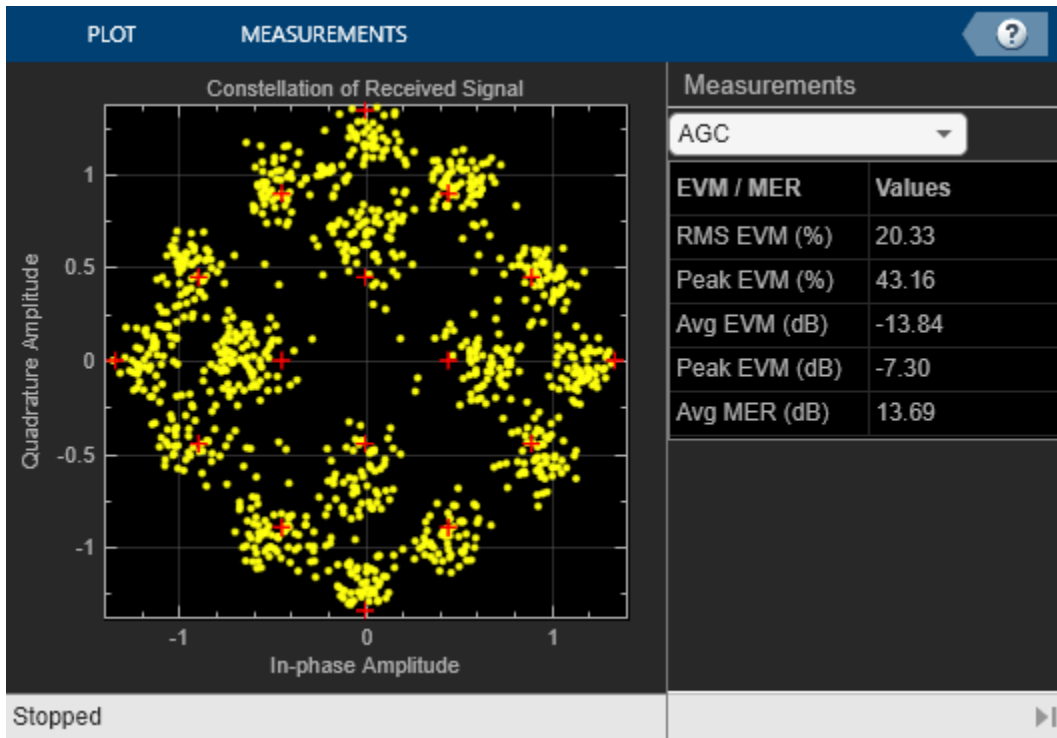 PLOT MEASUREMENTS ?
Constellation of Received Signal
1
0.5
0
-0.5
-1
Quadrature Amplitude
-1 0 1
In-phase Amplitude
Measurements
AGC
EVM / MER Values
RMS EVM (%) 20.33
Peak EVM (%) 43.16
Avg EVM (dB) -13.84
Peak EVM (dB) -7.30
Avg MER (dB) 13.69
Stopped